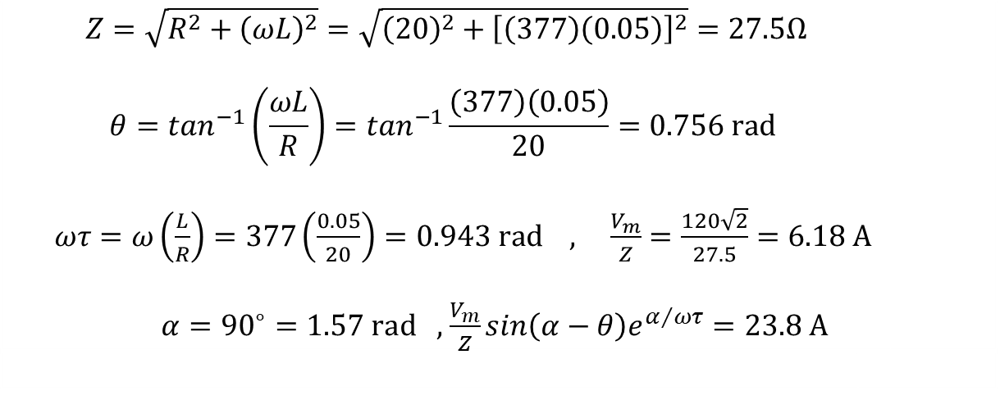 Z = √(R² + (ωL)²) = √((20)² + [(377)(0.05)]²) = 27.5Ω
θ = tan⁻¹(ωL/R) = tan⁻¹ (377)(0.05)/20 = 0.756 rad
ωτ = ω(L/R) = 377(0.05/20) = 0.943 rad , Vₘ/Z = 120√2/27.5 = 6.18 A
α = 90° = 1.57 rad , Vₘ/Z sin(α − θ)e^(α/ωτ) = 23.8 A